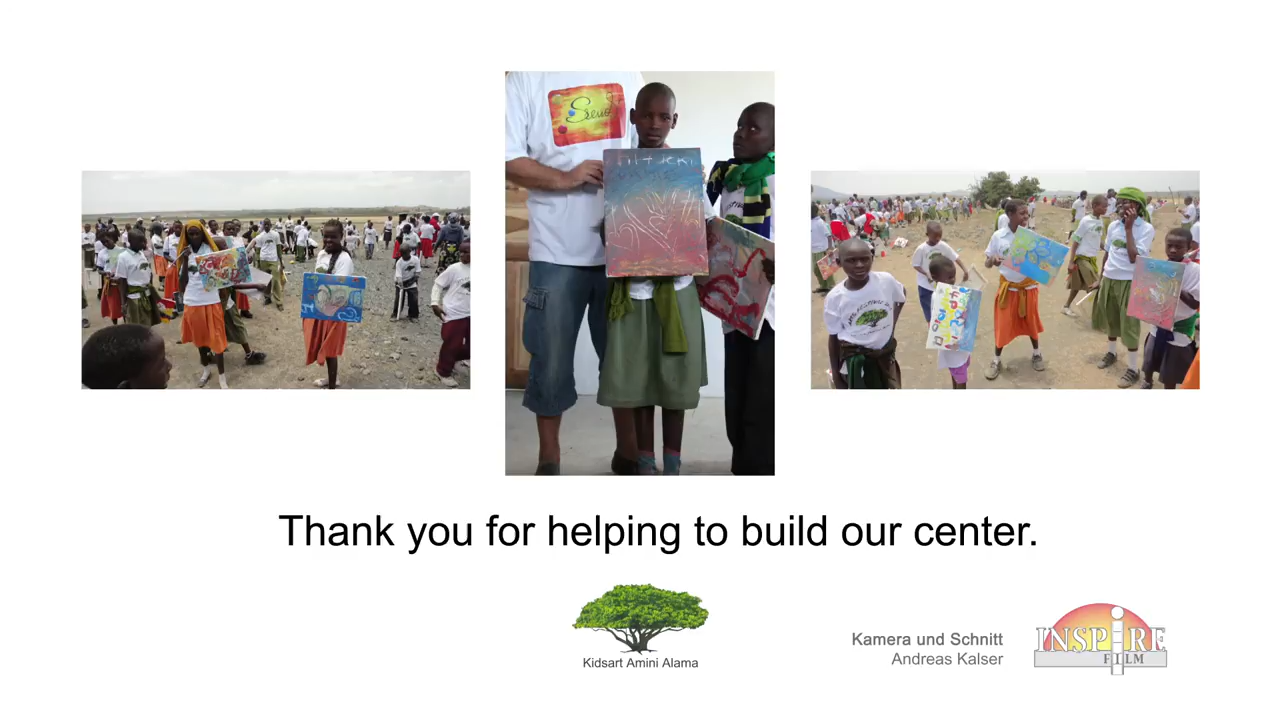 Thank you for helping to build our center.
Kidsart Amini Alama
Kamera und Schnitt
Andreas Kalser
INSPIRE
FILM